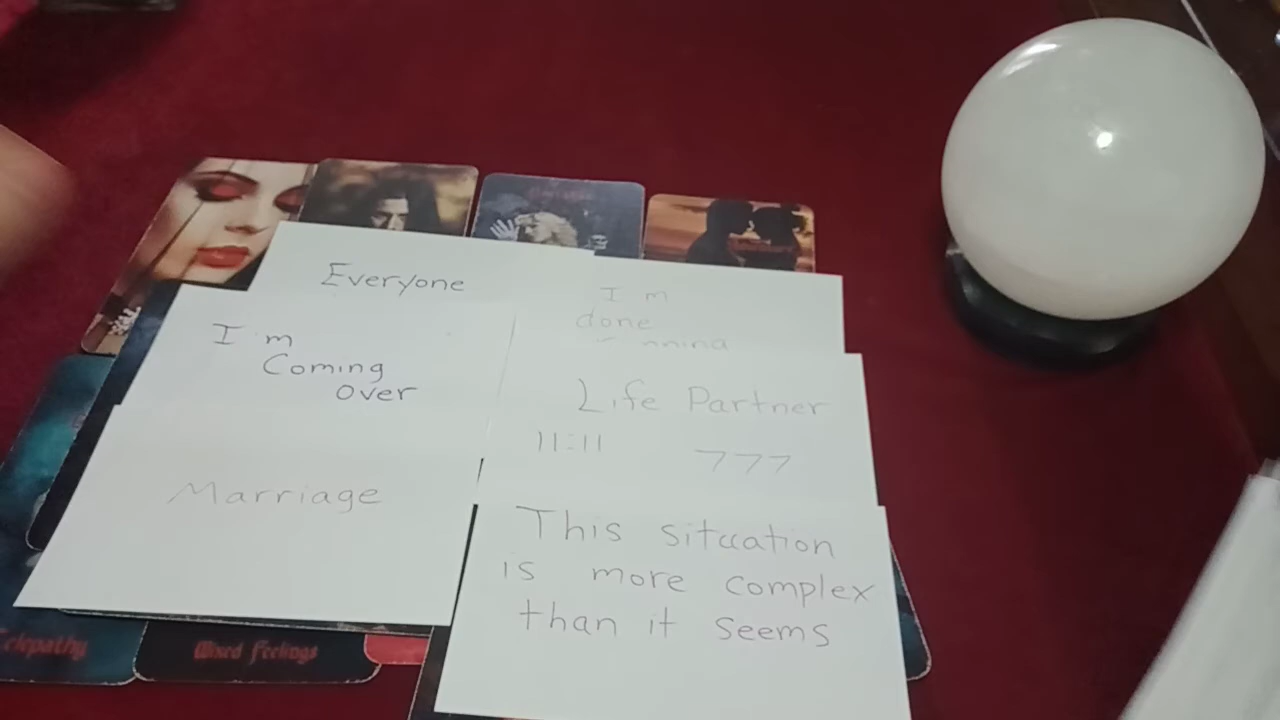 Everyone
I'm
done
I'm
Coming
over
Life Partner
11:11 777
Marriage
This situation
is more complex
than it seems
Telepathy
Mixed Feelings